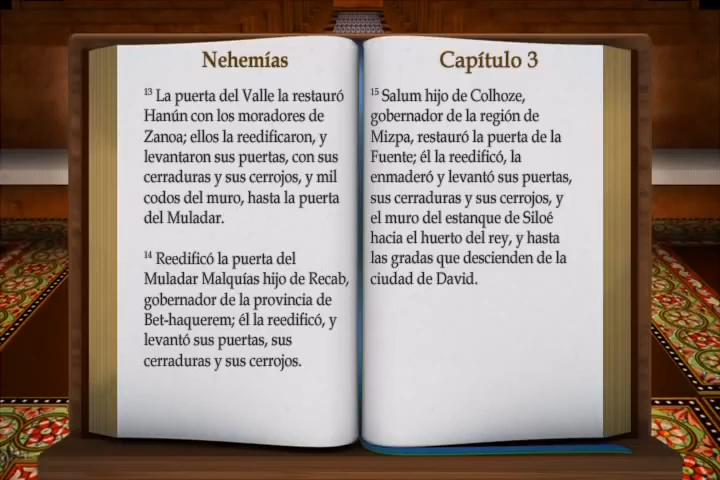 Nehemías
13 La puerta del Valle la restauró
Hanún con los moradores de
Zanoa; ellos la reedificaron, y
levantaron sus puertas, con sus
cerraduras y sus cerrojos, y mil
codos del muro, hasta la puerta
del Muladar.
14 Reedificó la puerta del
Muladar Malquías hijo de Recab,
gobernador de la provincia de
Bet-haquerem; él la reedificó, y
levantó sus puertas, sus
cerraduras y sus cerrojos.
Capítulo 3
15 Salum hijo de Colhoze,
gobernador de la región de
Mizpa, restauró la puerta de la
Fuente; él la reedificó, la
enmaderó y levantó sus puertas,
sus cerraduras y sus cerrojos, y
el muro del estanque de Siloé
hacia el huerto del rey, y hasta
las gradas que descienden de la
ciudad de David.